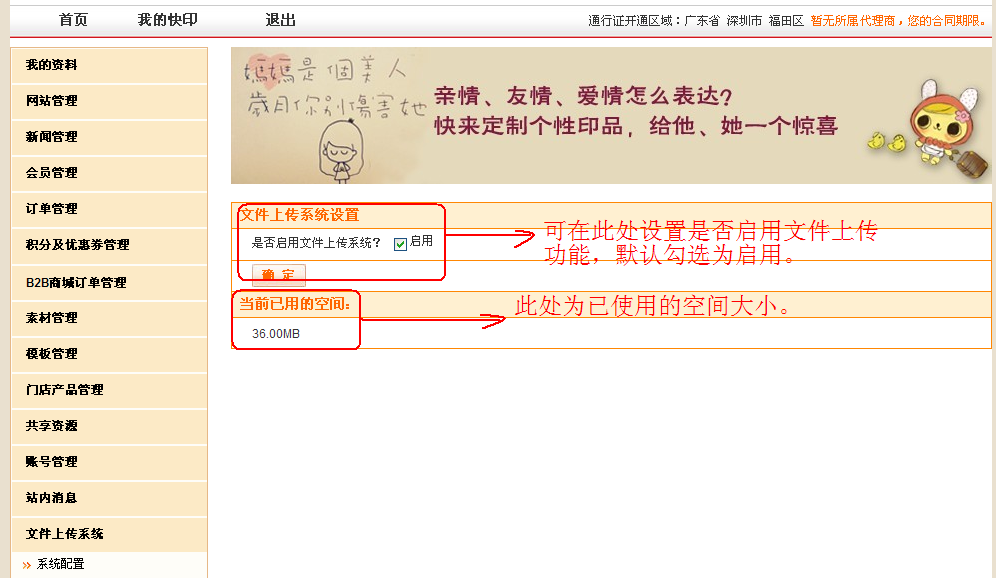 首页 我的快印 退出
通行证开通区域：广东省 深圳市 福田区 暂无所属代理商，您的合同期限。
我的资料
网站管理
新闻管理
会员管理
订单管理
积分及优惠券管理
B2B商城订单管理
素材管理
模板管理
门店产品管理
共享资源
账号管理
站内消息
文件上传系统
» 系统配置
媽媽是個美人
歲月你別傷害她
亲情、友情、爱情怎么表达？
快来定制个性印品，给他、她一个惊喜
文件上传系统设置
是否启用文件上传系统？ 启用
确 定
可在此处设置是否启用文件上传
功能，默认勾选为启用。
当前已用的空间：
36.00MB
此处为已使用的空间大小。